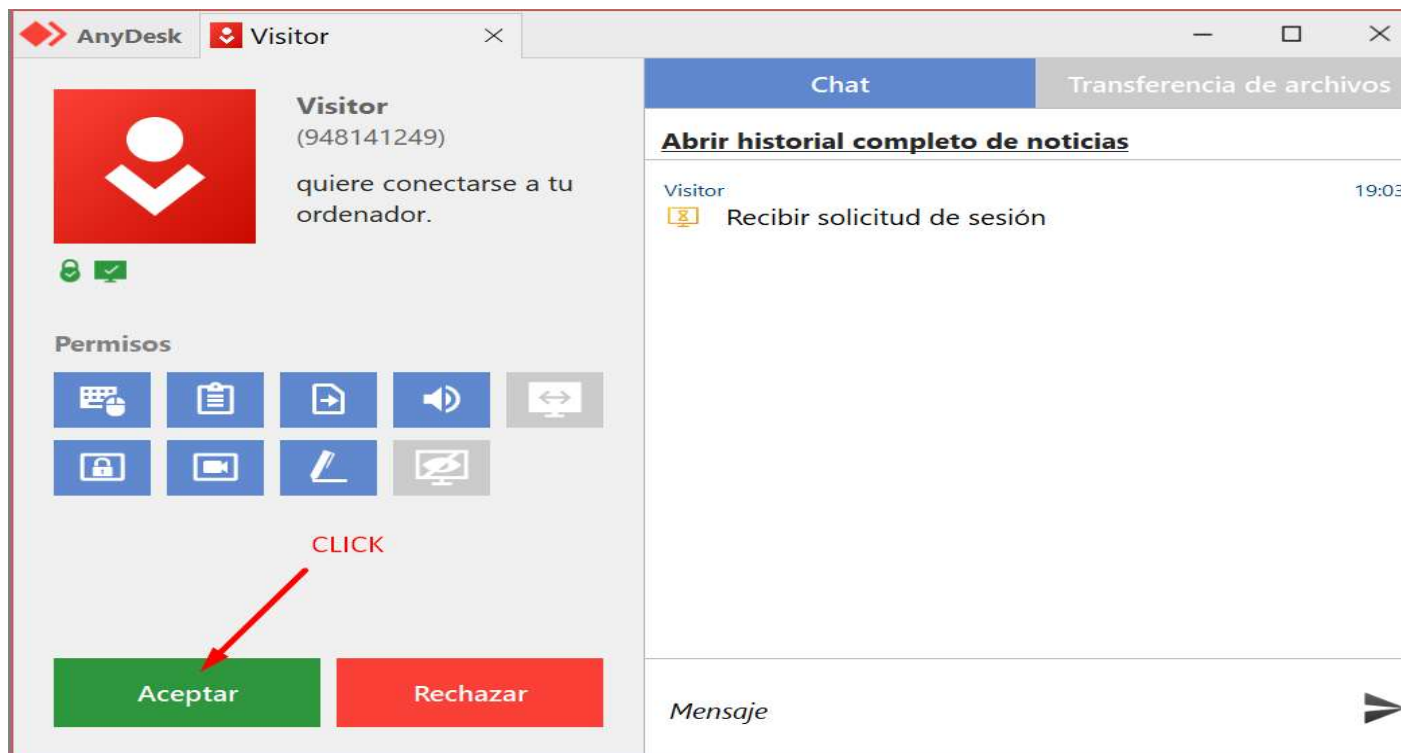 AnyDesk
Visitor
Visitor
(948141249)
quiere conectarse a tu
ordenador.
Permisos
CLICK
Aceptar
Rechazar
Chat
Transferencia de archivos
Abrir historial completo de noticias
Visitor
19:03
Recibir solicitud de sesión
Mensaje